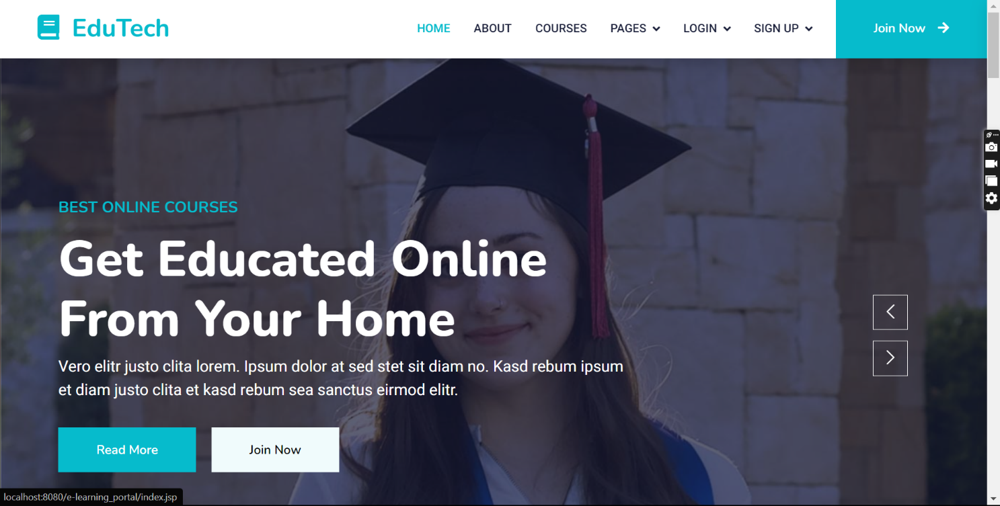 EduTech
HOME ABOUT COURSES PAGES LOGIN SIGN UP Join Now
BEST ONLINE COURSES
Get Educated Online
From Your Home
Vero elitr justo clita lorem. Ipsum dolor at sed stet sit diam no. Kasd rebum ipsum
et diam justo clita et kasd rebum sea sanctus eirmod elitr.
Read More Join Now
localhost:8080/e-learning_portal/index.jsp